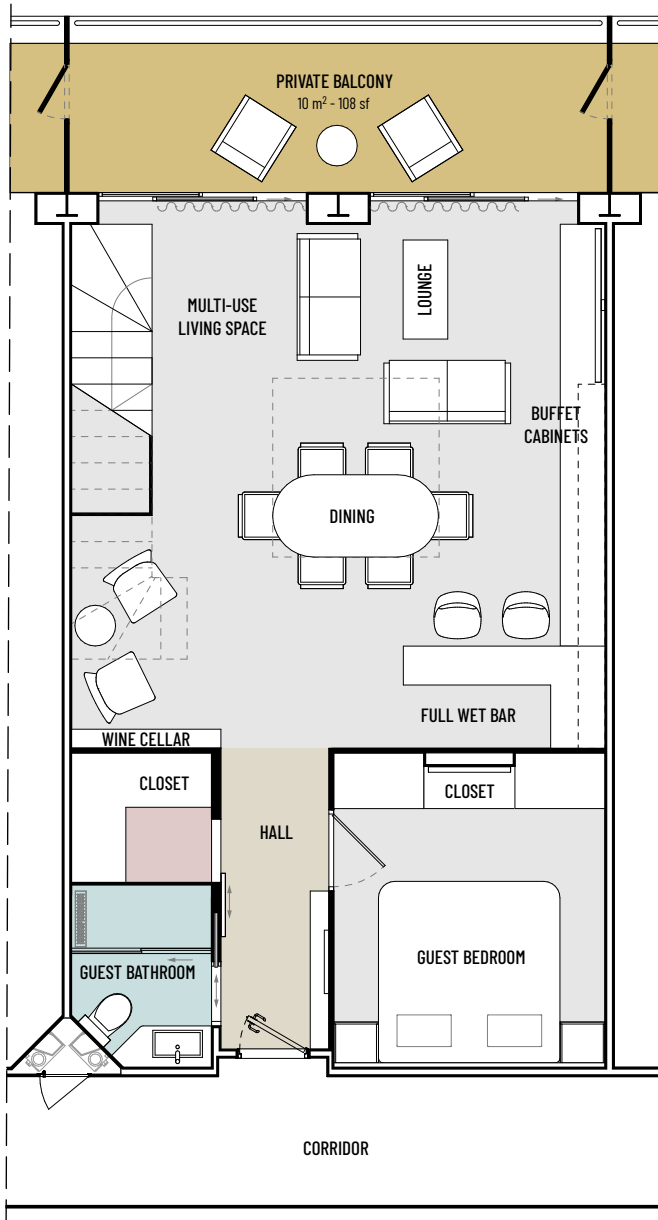 PRIVATE BALCONY
10 m² - 108 sf
MULTI-USE
LIVING SPACE
LOUNGE
BUFFET
CABINETS
DINING
FULL WET BAR
WINE CELLAR
CLOSET
CLOSET
HALL
GUEST BEDROOM
GUEST BATHROOM
CORRIDOR